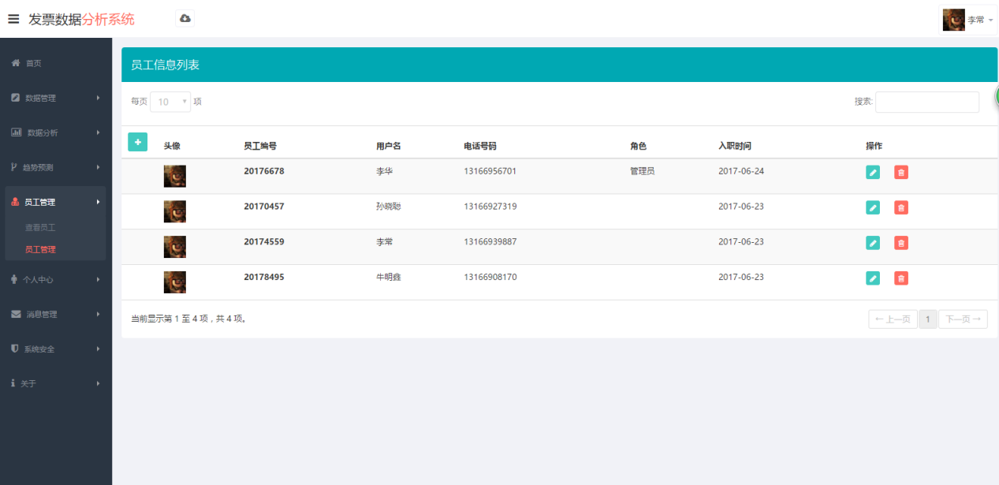 发票数据分析系统
李常
首页
数据管理
数据分析
趋势预测
员工管理
查看员工
员工管理
个人中心
消息管理
系统安全
关于
员工信息列表
每页 10 项
搜索:
头像 员工编号 用户名 电话号码 角色 入职时间 操作
20176678 李华 13166956701 管理员 2017-06-24
20170457 孙晓聪 13166927319 2017-06-23
20174559 李常 13166939887 2017-06-23
20178495 牛明鑫 13166908170 2017-06-23
当前显示第 1 至 4 项，共 4 项。
← 上一页 1 下一页 →